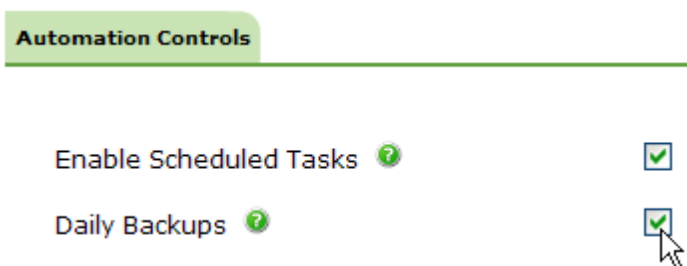 Automation Controls
Enable Scheduled Tasks
Daily Backups